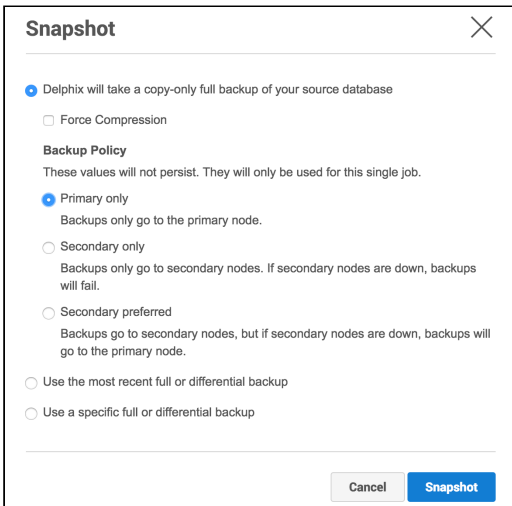 Snapshot
Delphix will take a copy-only full backup of your source database
Force Compression
Backup Policy
These values will not persist. They will only be used for this single job.
Primary only
Backups only go to the primary node.
Secondary only
Backups only go to secondary nodes. If secondary nodes are down, backups
will fail.
Secondary preferred
Backups go to secondary nodes, but if secondary nodes are down, backups will
go to the primary node.
Use the most recent full or differential backup
Use a specific full or differential backup
Cancel
Snapshot